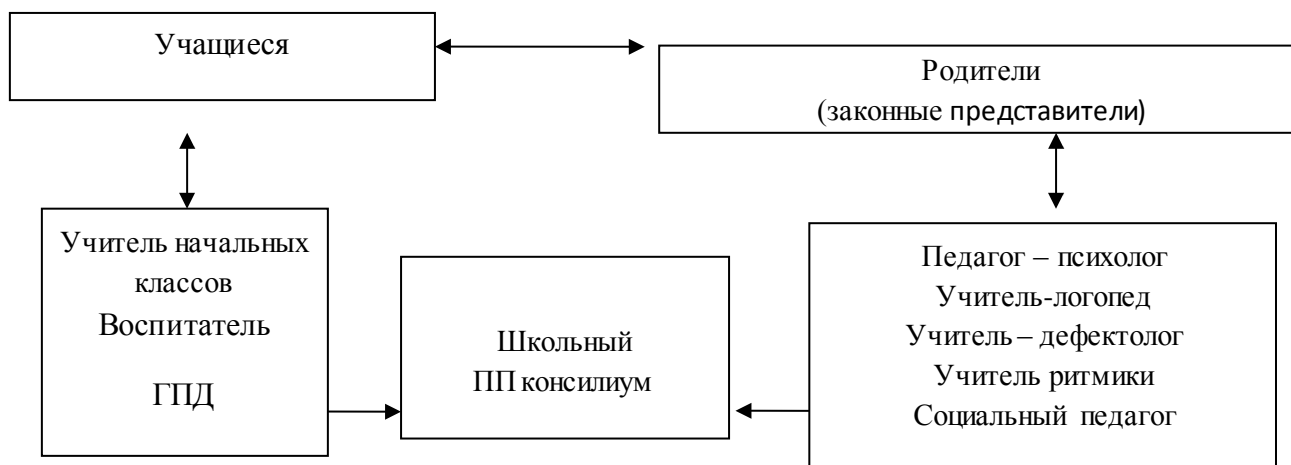 Учащиеся
Родители
(законные представители)
Учитель начальных
классов
Воспитатель
ГПД
Школьный
ПП консилиум
Педагог – психолог
Учитель-логопед
Учитель – дефектолог
Учитель ритмики
Социальный педагог